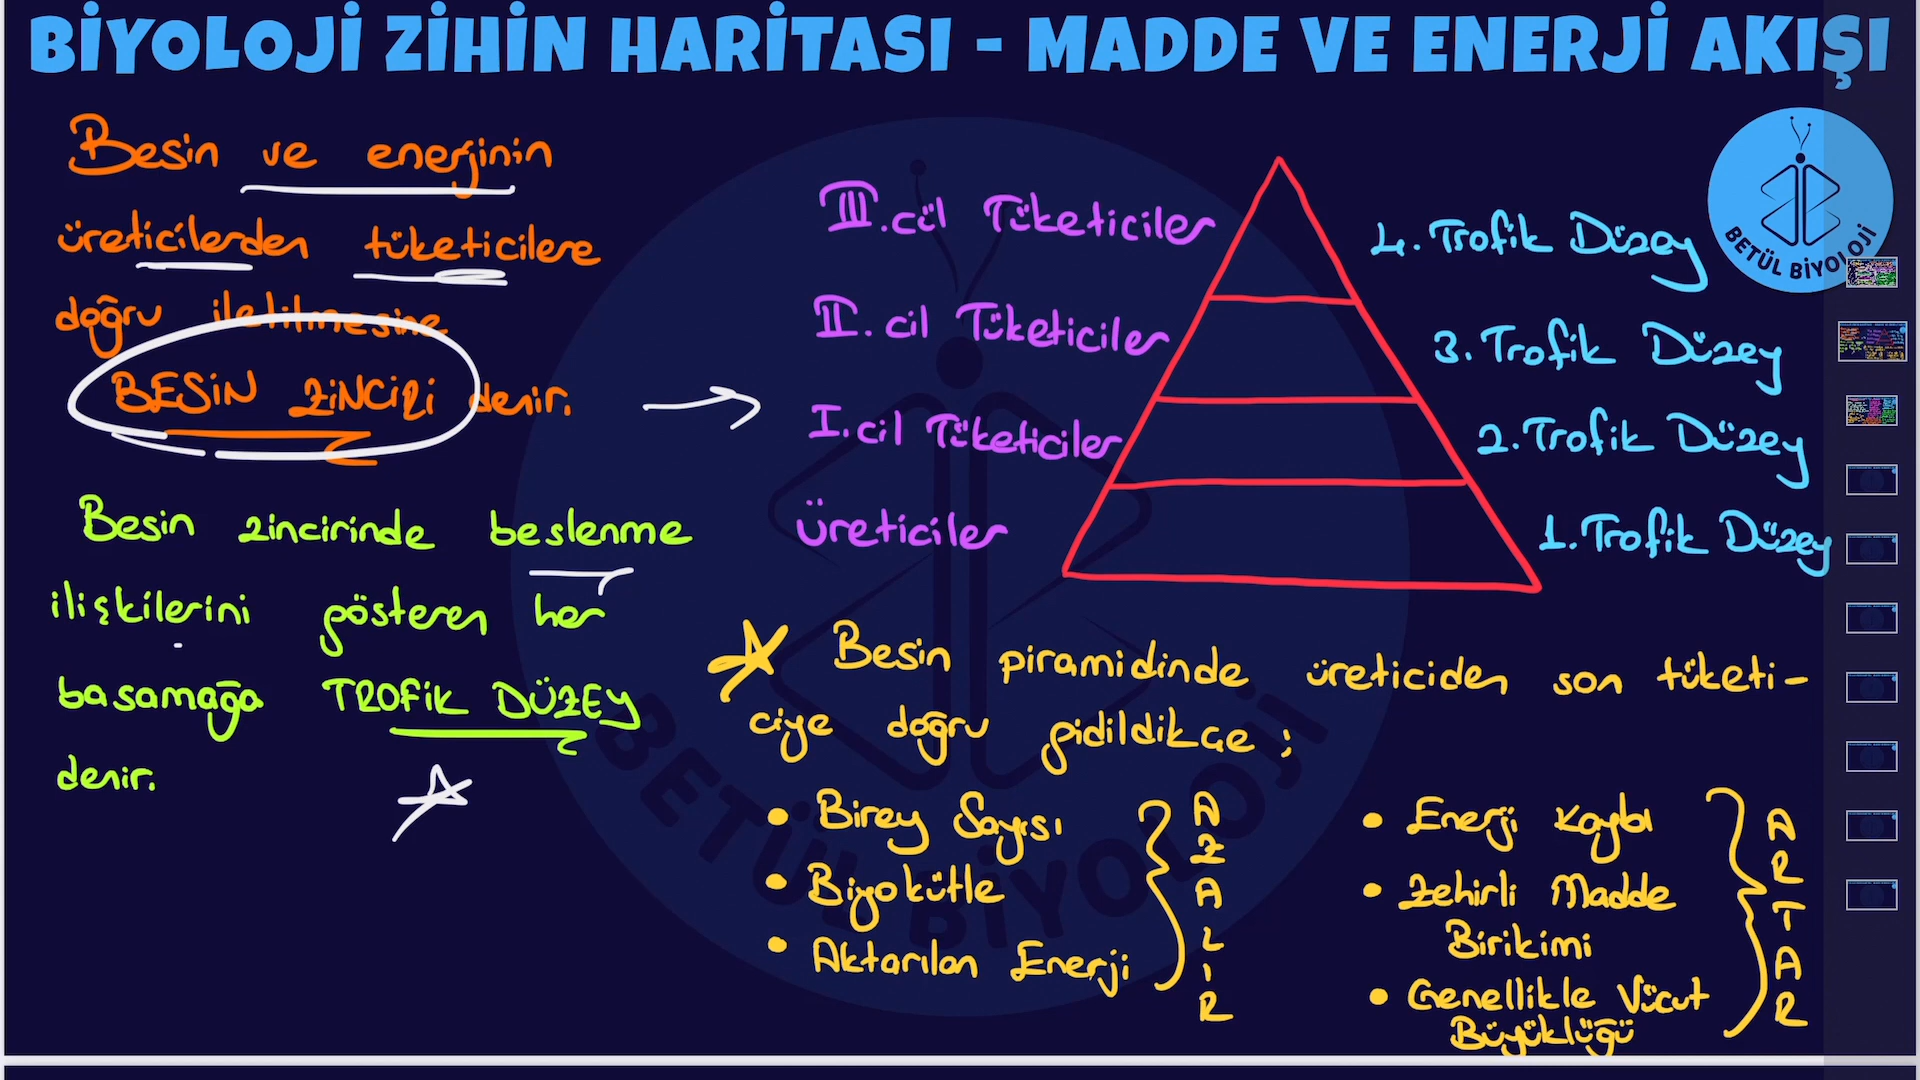 BİYOLOJİ ZİHİN HARİTASI - MADDE VE ENERJİ AKIŞI
Besin ve enerjinin
üreticilerden tüketicilere
doğru iletilmesine
BESİN ZİNCİRİ denir.
Besin zincirinde beslenme
ilişkilerini gösteren her
basamağa TROFİK DÜZEY
denir.
III.cül Tüketiciler
II.cil Tüketiciler
I.cil Tüketiciler
üreticiler
4. Trofik Düzey
3. Trofik Düzey
2. Trofik Düzey
1. Trofik Düzey
BETÜL BİYOLOJİ
Besin piramidinde üreticiden son tüketi-
ciye doğru gidildikçe ;
• Birey Sayısı
• Biyokütle
• Aktarılan Enerji
AZALIR
• Enerji Kaybı
• Zehirli Madde
Birikimi
• Genellikle Vücut
Büyüklüğü
ARTAR
BETÜL BİYOLOJİ